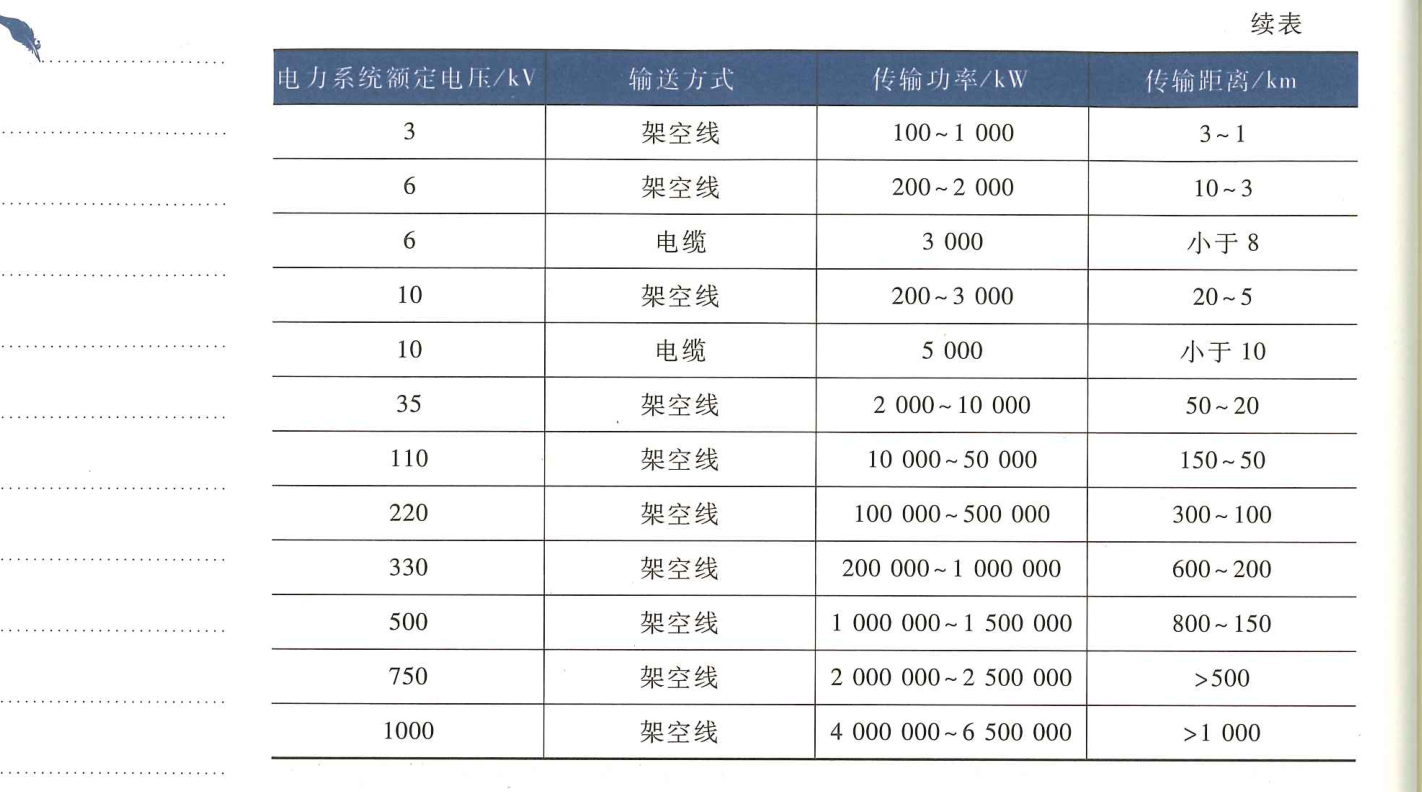 续表
电力系统额定电压/kV 输送方式 传输功率/kW 传输距离/km
3 架空线 100~1 000 3~1
6 架空线 200~2 000 10~3
6 电缆 3 000 小于 8
10 架空线 200~3 000 20~5
10 电缆 5 000 小于 10
35 架空线 2 000~10 000 50~20
110 架空线 10 000~50 000 150~50
220 架空线 100 000~500 000 300~100
330 架空线 200 000~1 000 000 600~200
500 架空线 1 000 000~1 500 000 800~150
750 架空线 2 000 000~2 500 000 >500
1000 架空线 4 000 000~6 500 000 >1 000